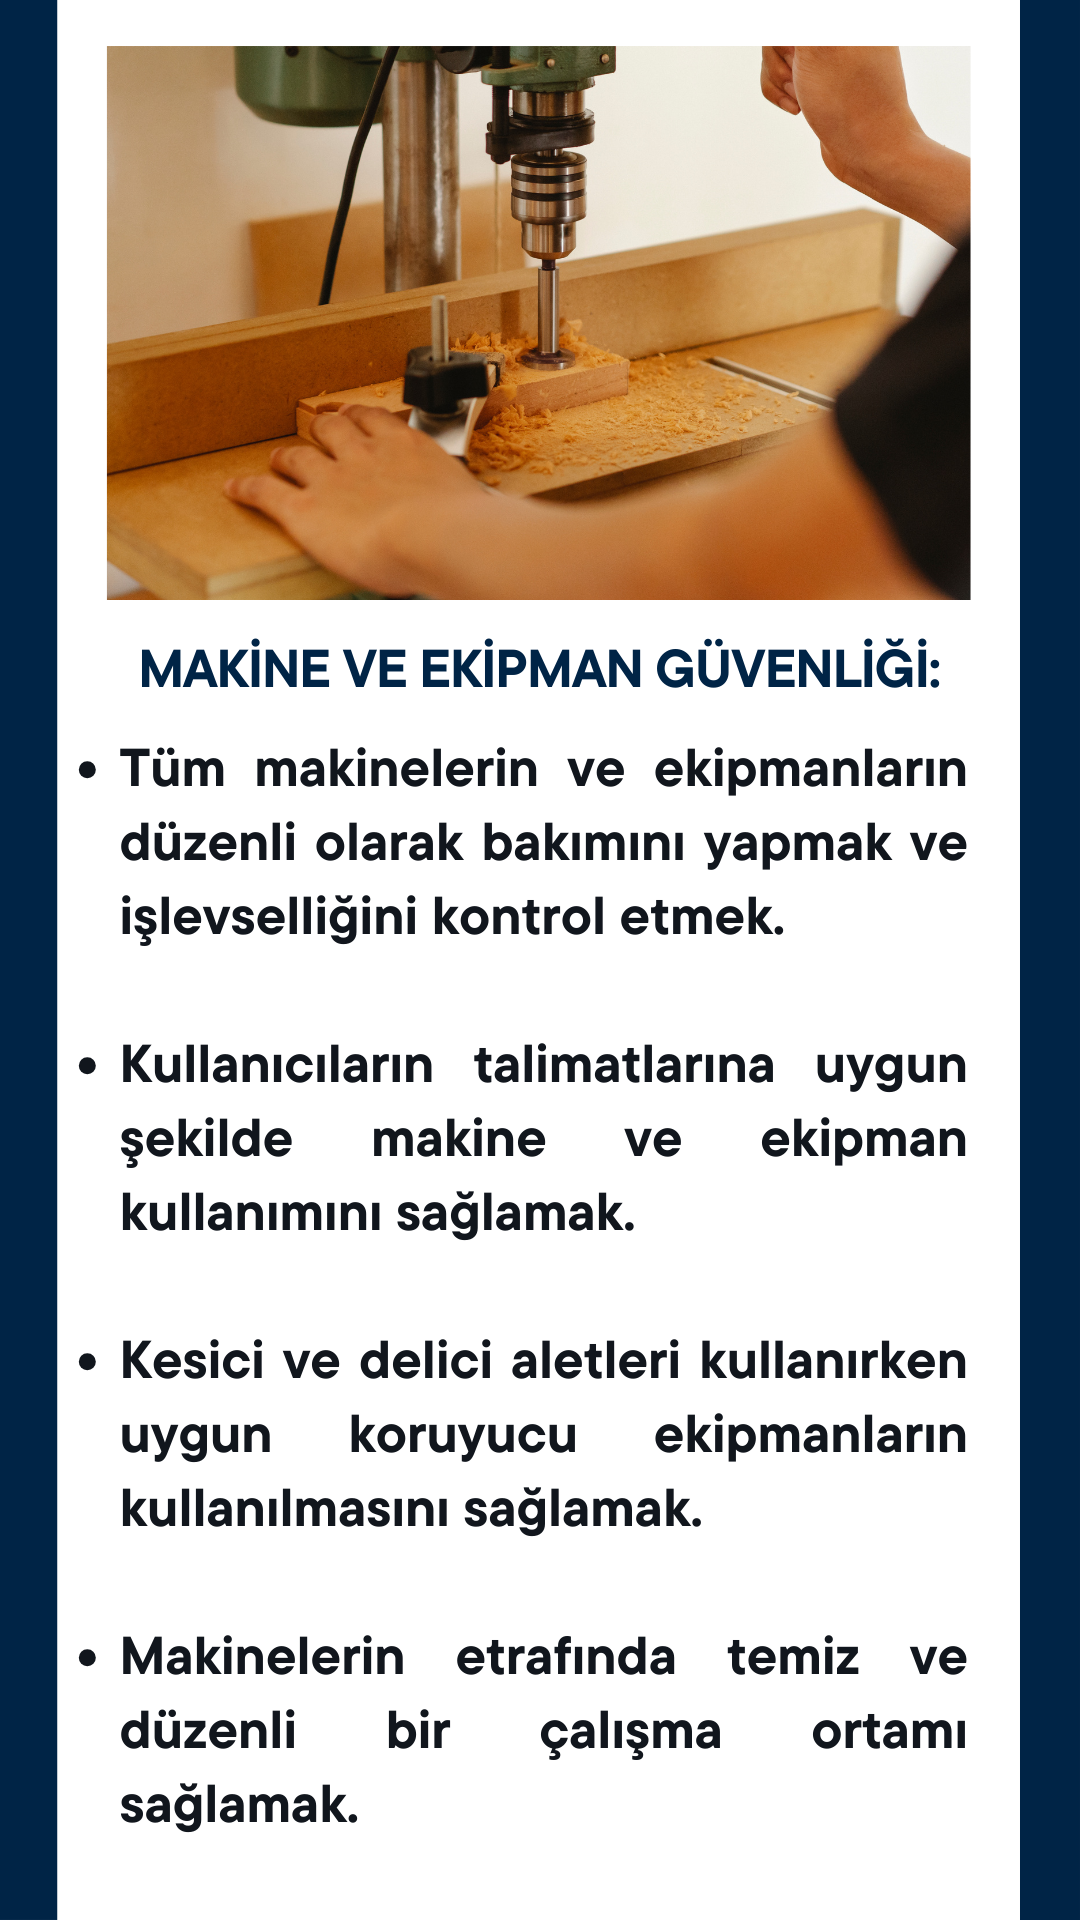 MAKİNE VE EKİPMAN GÜVENLİĞİ:
• Tüm makinelerin ve ekipmanların
düzenli olarak bakımını yapmak ve
işlevselliğini kontrol etmek.
• Kullanıcıların talimatlarına uygun
şekilde makine ve ekipman
kullanımını sağlamak.
• Kesici ve delici aletleri kullanırken
uygun koruyucu ekipmanların
kullanılmasını sağlamak.
• Makinelerin etrafında temiz ve
düzenli bir çalışma ortamı
sağlamak.